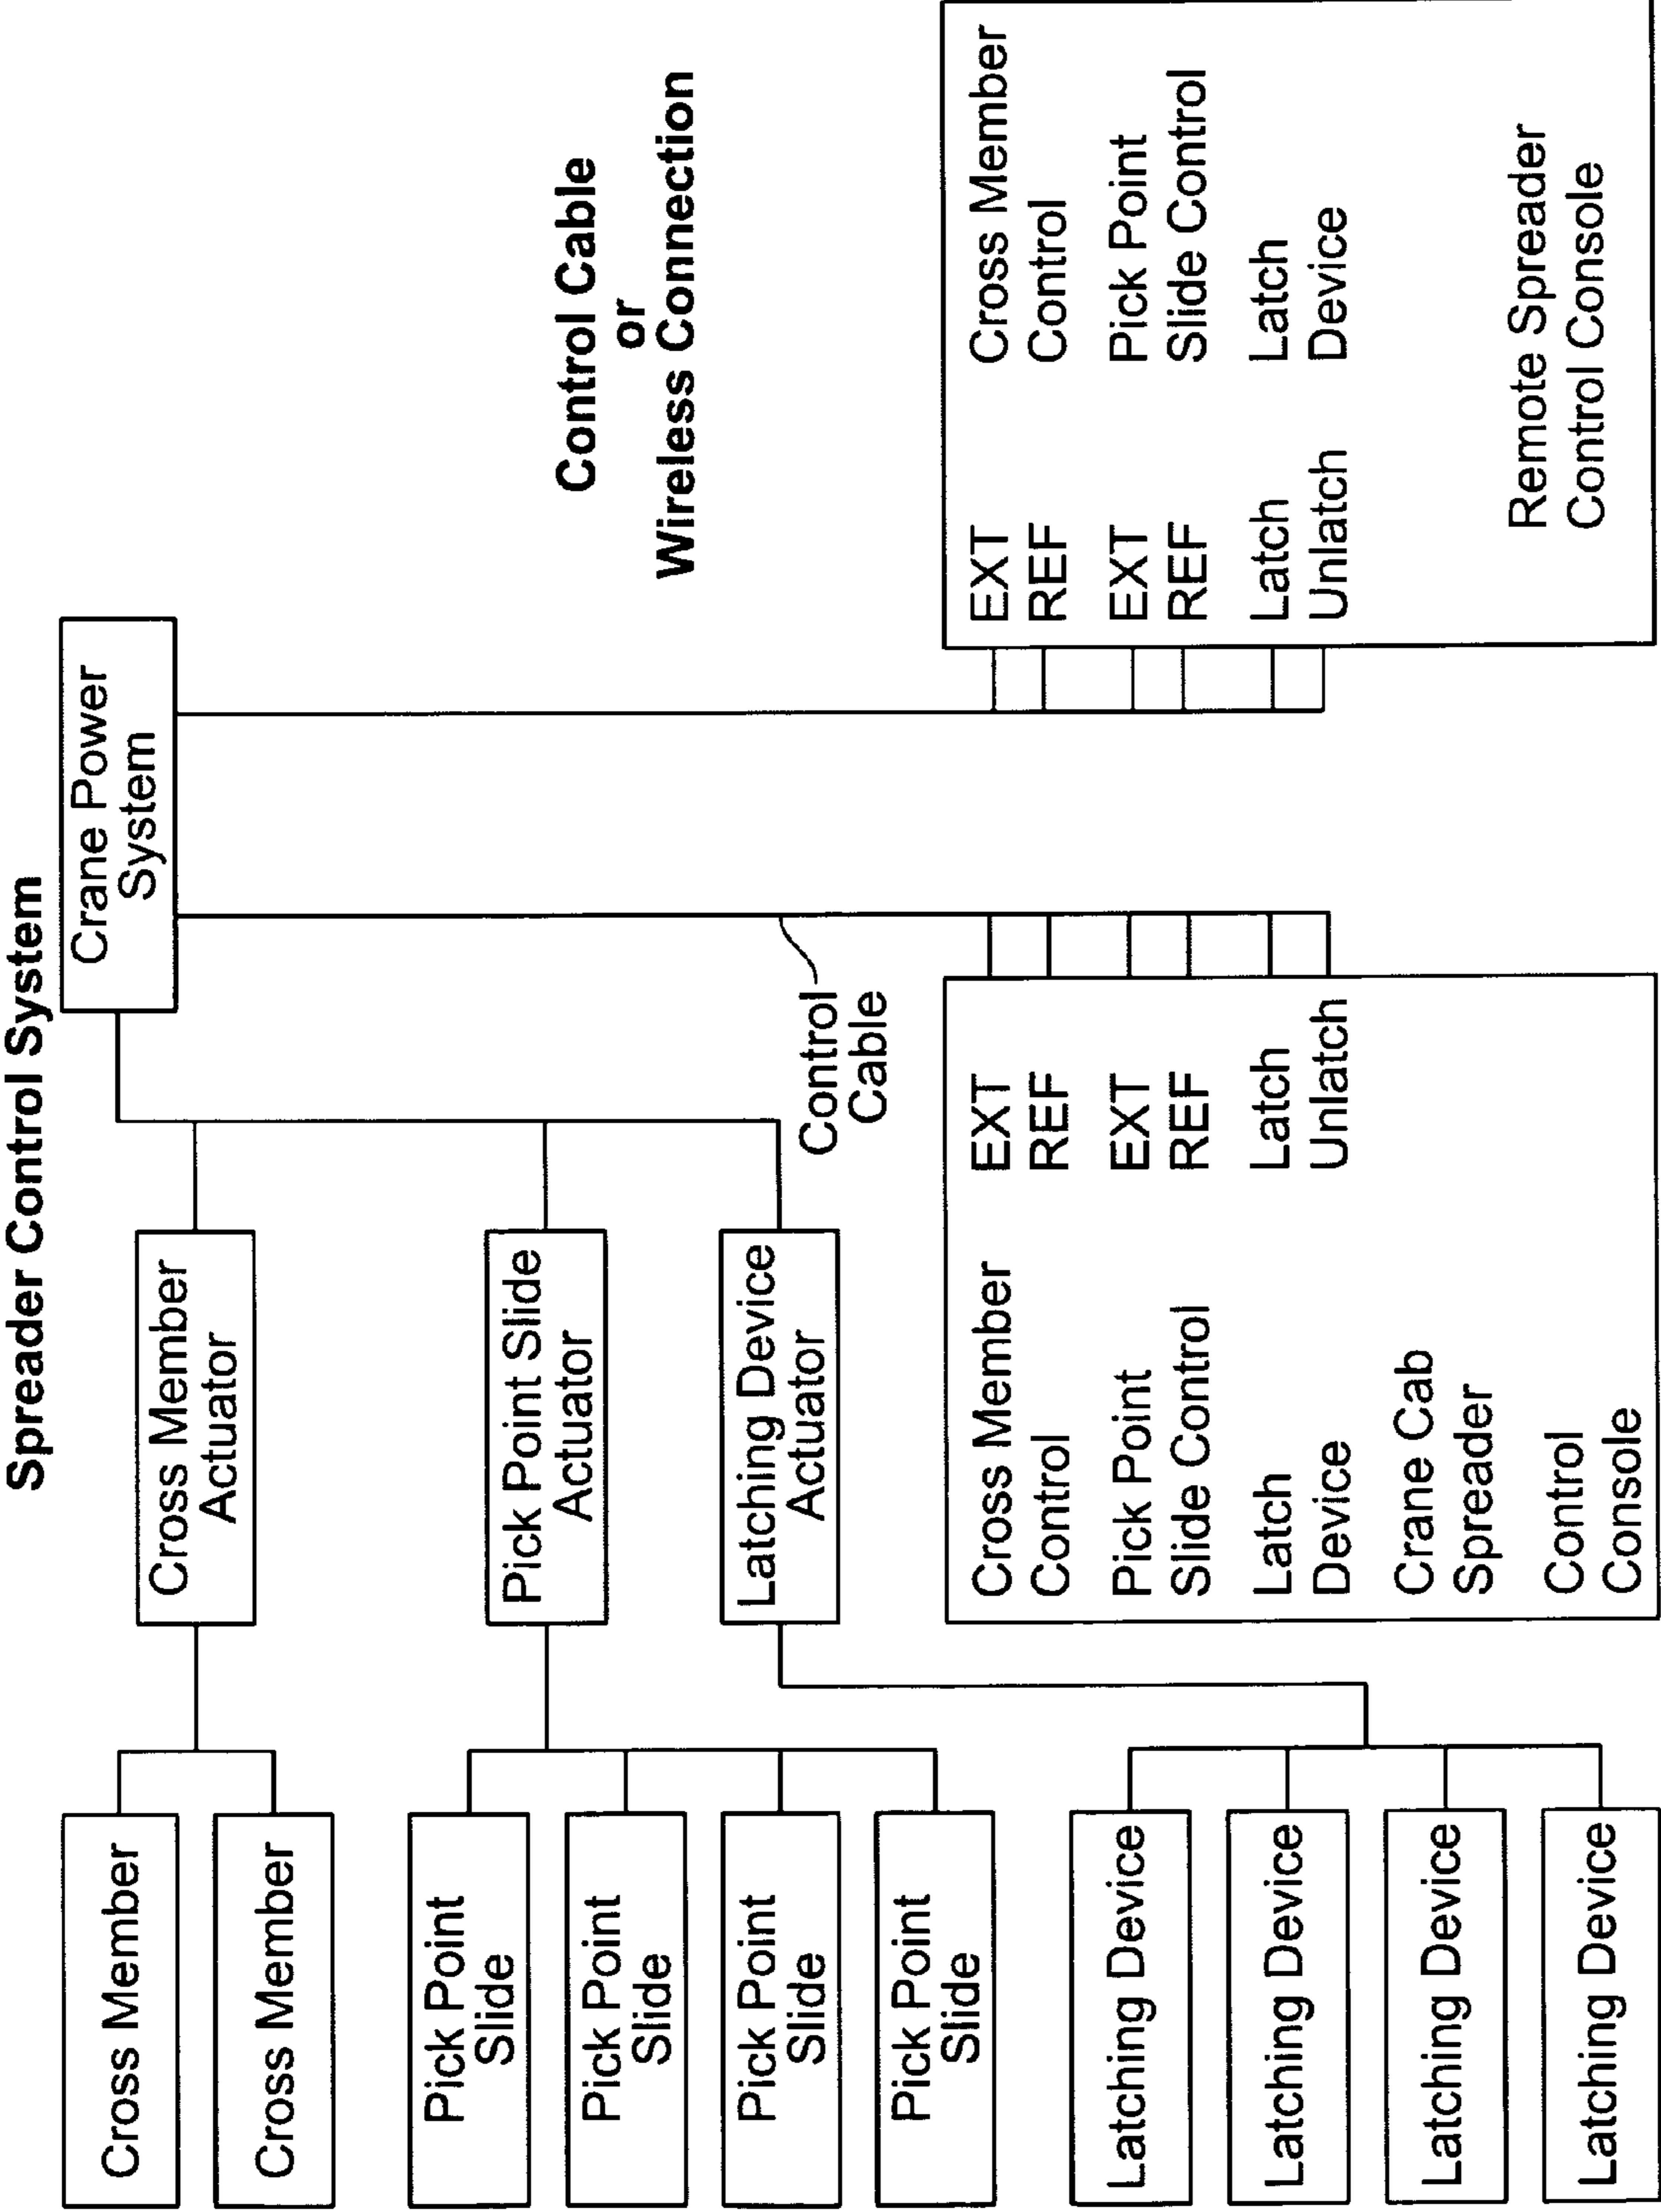 Spreader Control System
Crane Power
System
Cross Member
Actuator
Pick Point Slide
Actuator
Latching Device
Actuator
Cross Member
Cross Member
Pick Point
Slide
Pick Point
Slide
Pick Point
Slide
Pick Point
Slide
Latching Device
Latching Device
Latching Device
Latching Device
Control
Cable
Control Cable
or
Wireless Connection
Cross Member EXT
Control REF
Pick Point EXT
Slide Control REF
Latch Latch
Device Unlatch
Crane Cab
Spreader
Control
Console
EXT Cross Member
REF Control
EXT Pick Point
REF Slide Control
Latch Latch
Unlatch Device
Remote Spreader
Control Console